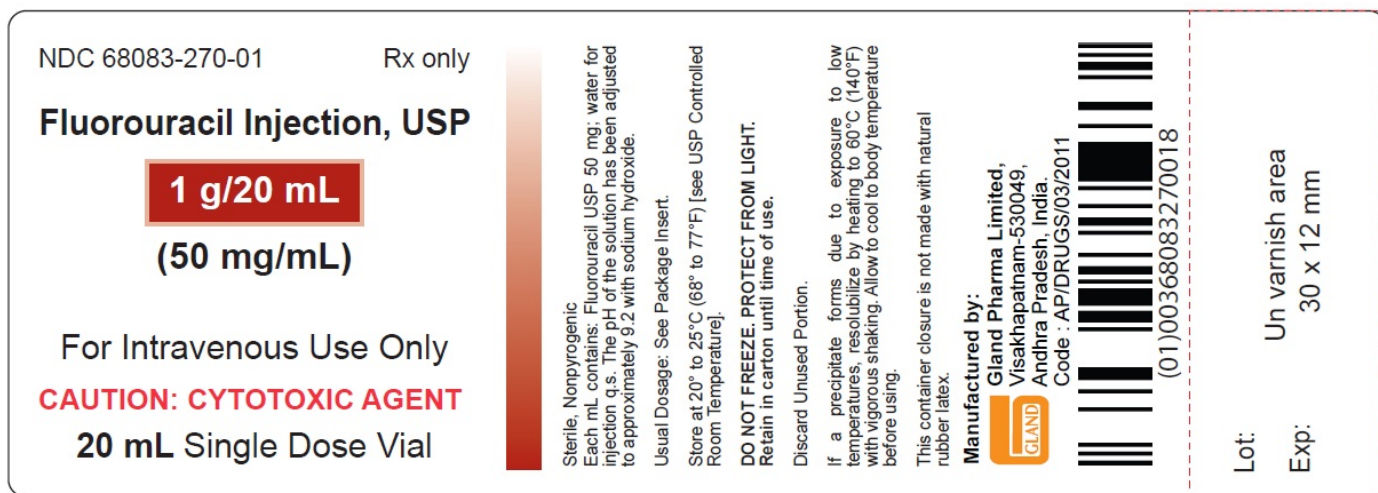 NDC 68083-270-01 Rx only
Fluorouracil Injection, USP
1 g/20 mL
(50 mg/mL)
For Intravenous Use Only
CAUTION: CYTOTOXIC AGENT
20 mL Single Dose Vial
Sterile, Nonpyrogenic
Each mL contains: Fluorouracil USP 50 mg; water for
injection q.s. The pH of the solution has been adjusted
to approximately 9.2 with sodium hydroxide.
Usual Dosage: See Package Insert.
Store at 20° to 25°C (68° to 77°F) [see USP Controlled
Room Temperature].
DO NOT FREEZE. PROTECT FROM LIGHT.
Retain in carton until time of use.
Discard Unused Portion.
If a precipitate forms due to exposure to low
temperatures, resolubilize by heating to 60°C (140°F)
with vigorous shaking. Allow to cool to body temperature
before using.
This container closure is not made with natural
rubber latex.
Manufactured by:
Gland Pharma Limited,
Visakhapatnam-530049,
Andhra Pradesh, India.
Code : AP/DRUGS/03/2011
GLAND
(01)00368083270018
Un varnish area
30 x 12 mm
Lot:
Exp: